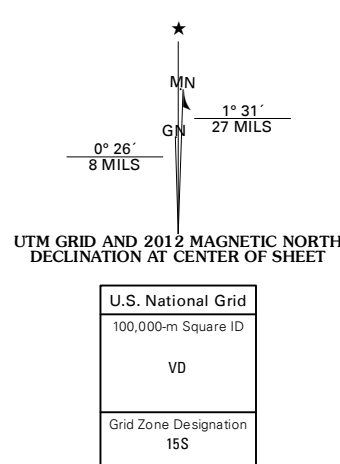 ★
MN
1° 31´
27 MILS
GN
0° 26´
8 MILS
UTM GRID AND 2012 MAGNETIC NORTH
DECLINATION AT CENTER OF SHEET
U.S. National Grid
100,000-m Square ID
VD
Grid Zone Designation
15S